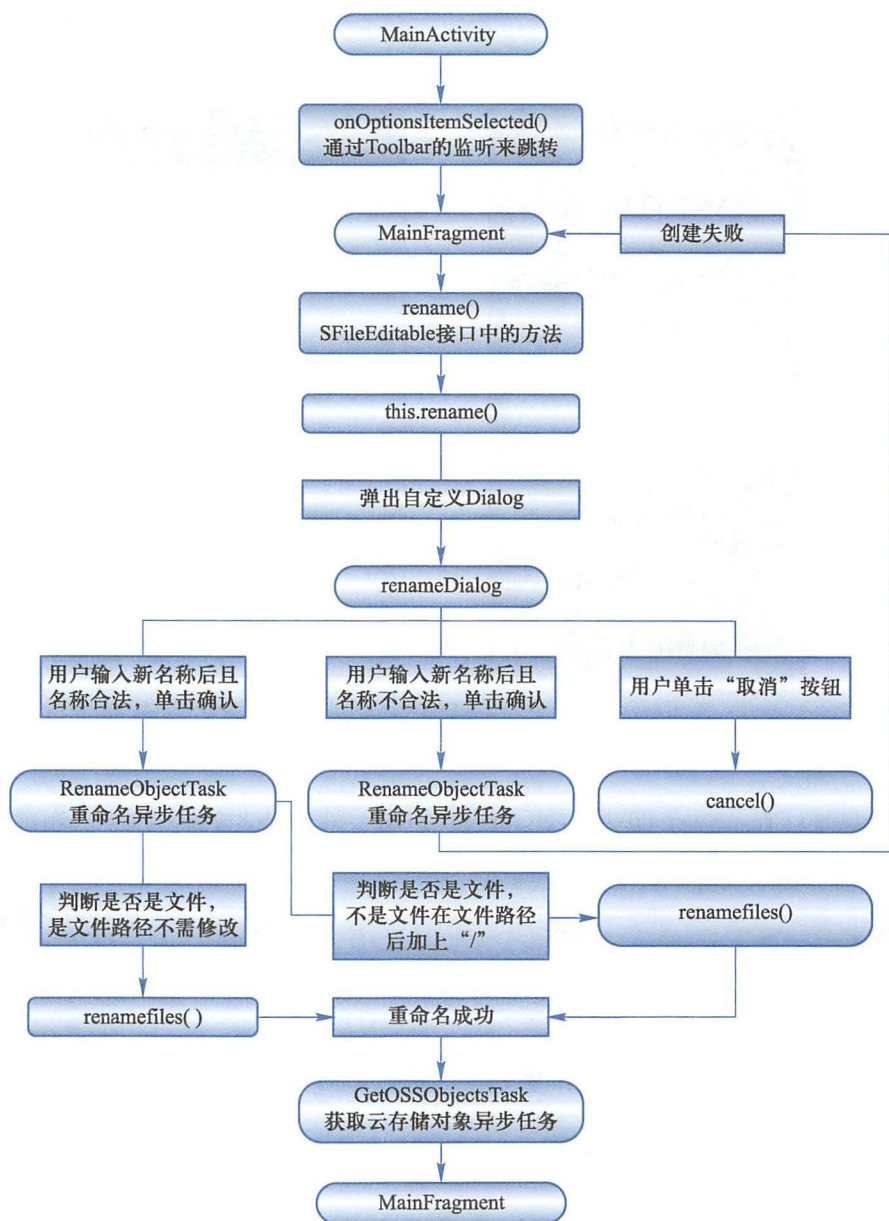 MainActivity
onOptionsItemSelected()
通过Toolbar的监听来跳转
MainFragment
创建失败
rename()
SFileEditable接口中的方法
this.rename()
弹出自定义Dialog
renameDialog
用户输入新名称后且
名称合法，单击确认
用户输入新名称后且
名称不合法，单击确认
用户单击“取消”按钮
RenameObjectTask
重命名异步任务
RenameObjectTask
重命名异步任务
cancel()
判断是否是文件，
是文件路径不需修改
判断是否是文件，
不是文件在文件路径
后加上“/”
renamefiles()
renamefiles( )
重命名成功
GetOSSObjectsTask
获取云存储对象异步任务
MainFragment